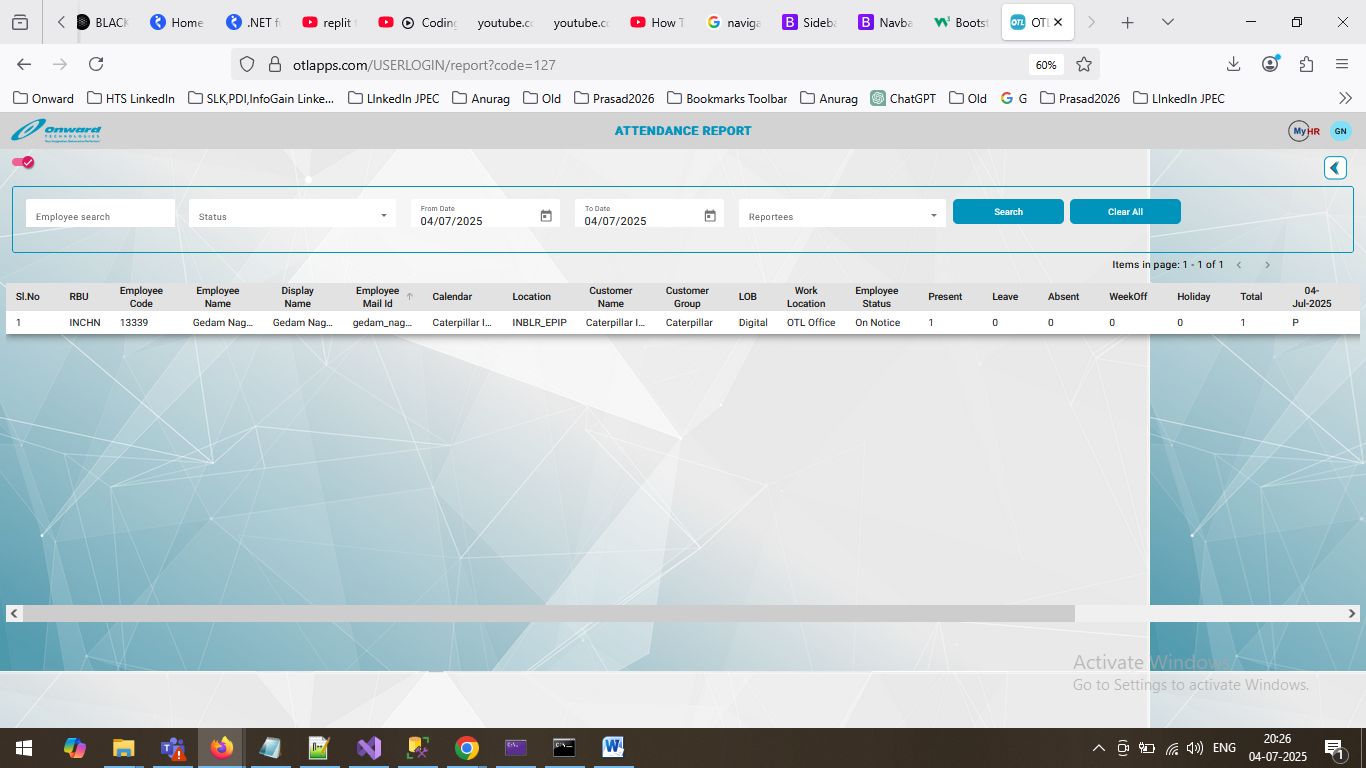 BLACK Home .NET f replit Coding youtube.c youtube.c How T naviga Sideba Navba Boots OTL
otlapps.com/USERLOGIN/report?code=127 60%
Onward HTS LinkedIn SLK,PDI,InfoGain Linke... LInkedIn JPEC Anurag Old Prasad2026 Bookmarks Toolbar Anurag ChatGPT Old G Prasad2026 LInkedIn JPEC
Onward TECHNOLOGIES ATTENDANCE REPORT MyHR GN
Employee search Status From Date 04/07/2025 To Date 04/07/2025 Reportees Search Clear All
Items in page: 1 - 1 of 1
Sl.No RBU Employee Code Employee Name Display Name Employee Mail Id Calendar Location Customer Name Customer Group LOB Work Location Employee Status Present Leave Absent WeekOff Holiday Total 04-Jul-2025
1 INCHN 13339 Gedam Nag... Gedam Nag... gedam_nag... Caterpillar I... INBLR_EPIP Caterpillar I... Caterpillar Digital OTL Office On Notice 1 0 0 0 0 1 P
Activate Windows
Go to Settings to activate Windows.
ENG 20:26
04-07-2025 1